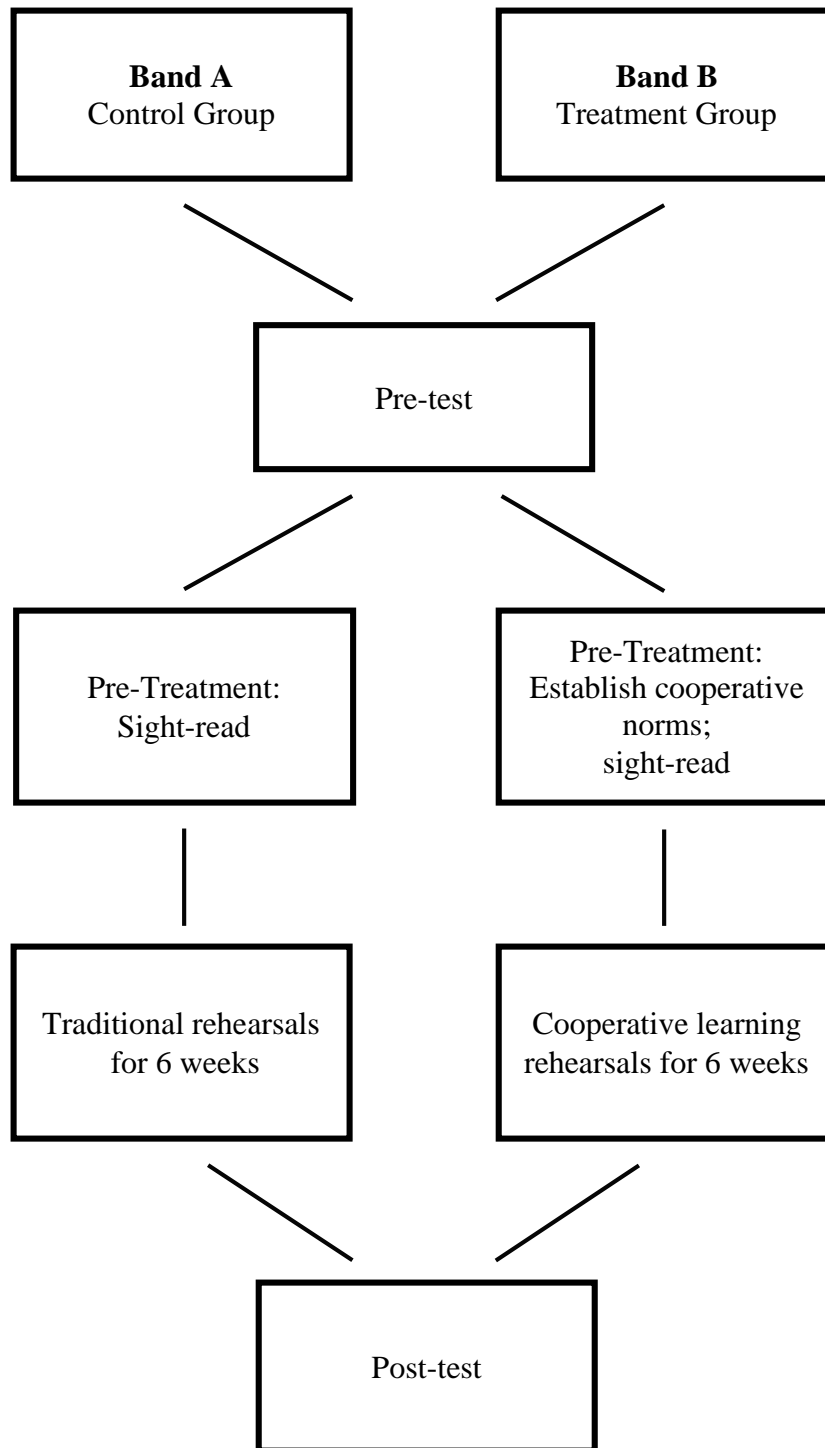 Band A
Control Group
Band B
Treatment Group
Pre-test
Pre-Treatment:
Sight-read
Pre-Treatment:
Establish cooperative
norms;
sight-read
Traditional rehearsals
for 6 weeks
Cooperative learning
rehearsals for 6 weeks
Post-test